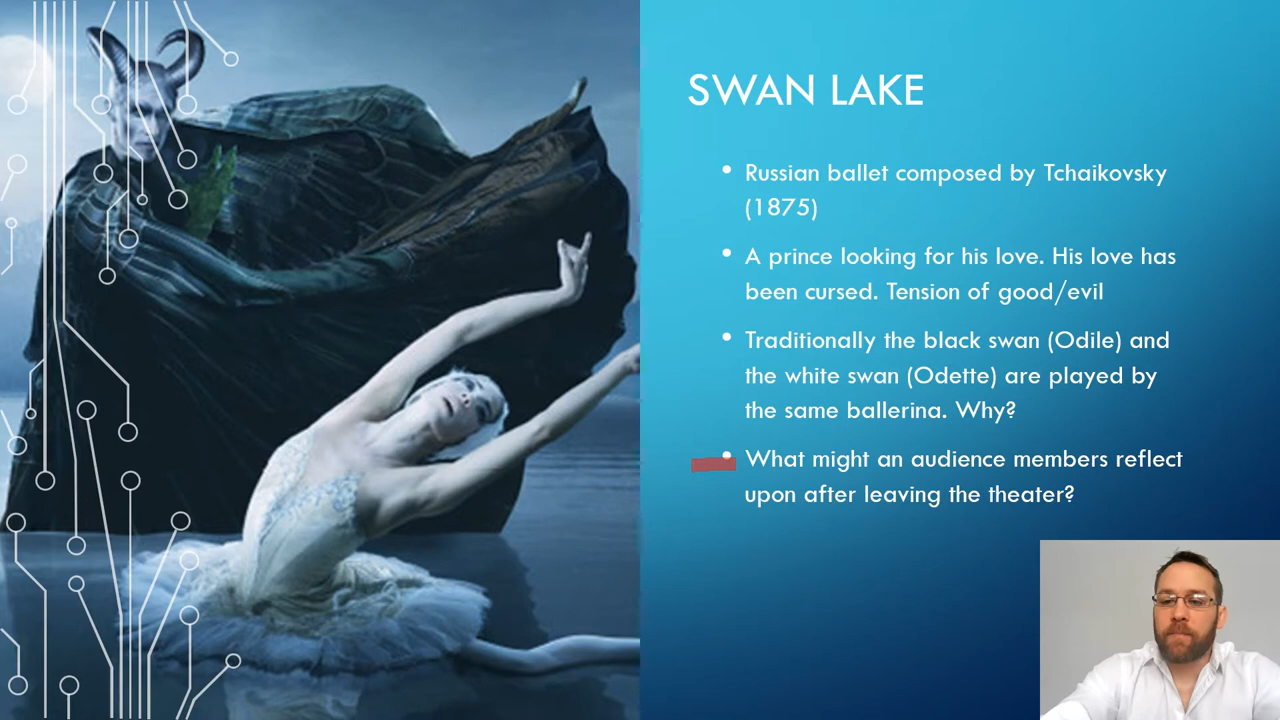 SWAN LAKE
• Russian ballet composed by Tchaikovsky
(1875)
• A prince looking for his love. His love has
been cursed. Tension of good/evil
• Traditionally the black swan (Odile) and
the white swan (Odette) are played by
the same ballerina. Why?
• What might an audience members reflect
upon after leaving the theater?